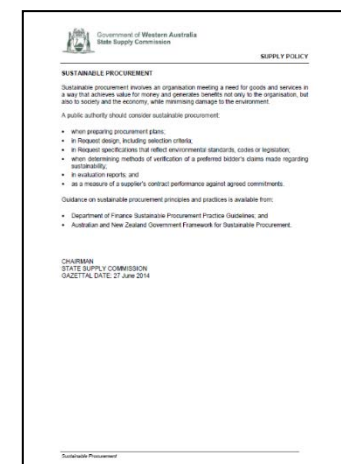 Government of Western Australia
State Supply Commission
SUPPLY POLICY
SUSTAINABLE PROCUREMENT
Sustainable procurement involves an organisation meeting a need for goods and services in
a way that achieves value for money and generates benefits not only to the organisation, but
also to society and the economy, while minimising damage to the environment.
A public authority should consider sustainable procurement:
• when preparing procurement plans;
• in Request design, including selection criteria;
• in Request specifications that reflect environmental standards, codes or legislation;
• when determining methods of verification of a preferred bidder's claims made regarding
sustainability;
• in evaluation reports; and
• as a measure of a supplier's contract performance against agreed commitments.
Guidance on sustainable procurement principles and practices is available from:
• Department of Finance Sustainable Procurement Practice Guidelines; and
• Australian and New Zealand Government Framework for Sustainable Procurement.
CHAIRMAN
STATE SUPPLY COMMISSION
GAZETTAL DATE: 27 June 2014
Sustainable Procurement